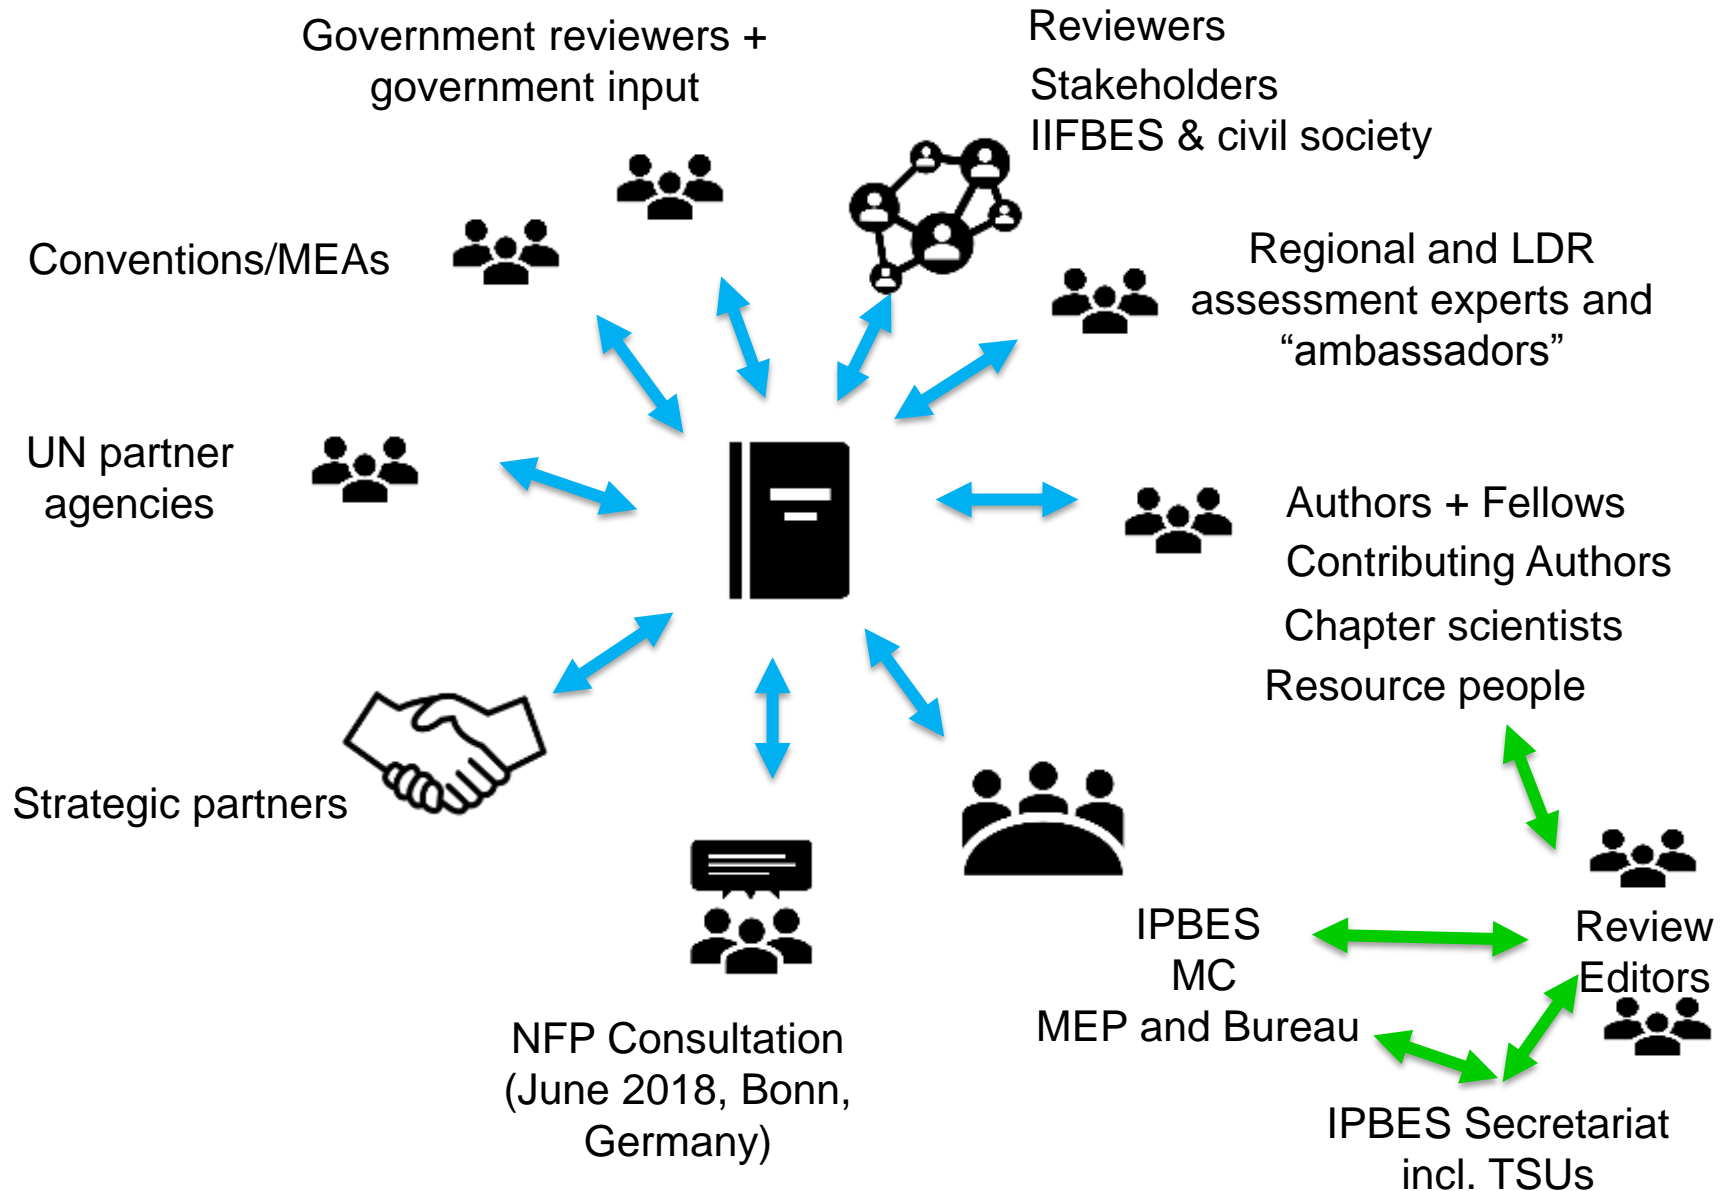 Government reviewers +
government input
Reviewers
Stakeholders
IIFBES & civil society
Conventions/MEAs
Regional and LDR
assessment experts and
“ambassadors”
UN partner
agencies
Authors + Fellows
Contributing Authors
Chapter scientists
Resource people
Strategic partners
IPBES
MC
MEP and Bureau
Review
Editors
NFP Consultation
(June 2018, Bonn,
Germany)
IPBES Secretariat
incl. TSUs